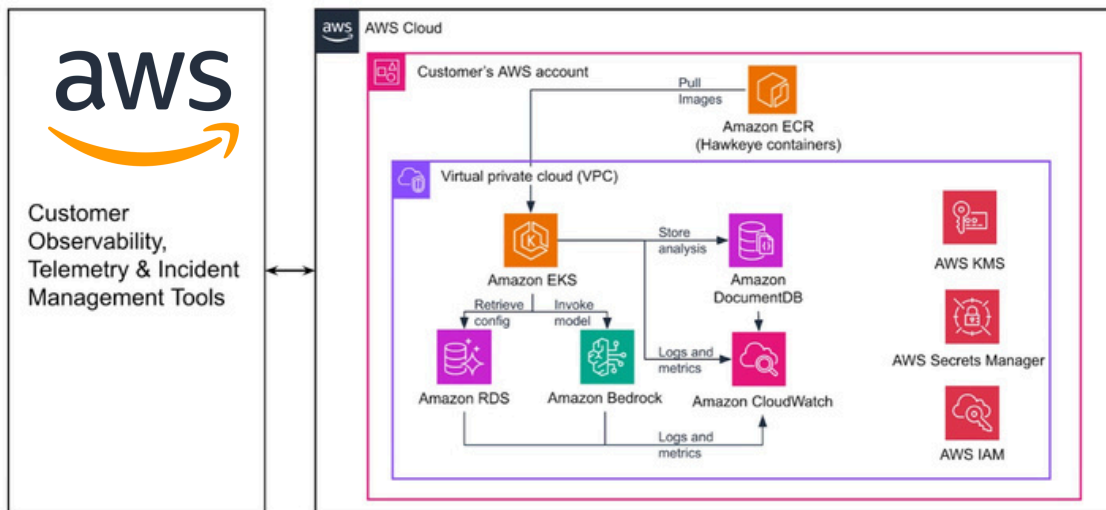 aws
Customer
Observability,
Telemetry & Incident
Management Tools
aws
AWS Cloud
Customer's AWS account
Pull
Images
Amazon ECR
(Hawkeye containers)
Virtual private cloud (VPC)
K
Amazon EKS
Store
analysis
Amazon
DocumentDB
Retrieve
config
Invoke
model
Amazon RDS
Amazon Bedrock
Logs and
metrics
Amazon CloudWatch
Logs and
metrics
AWS KMS
AWS Secrets Manager
AWS IAM